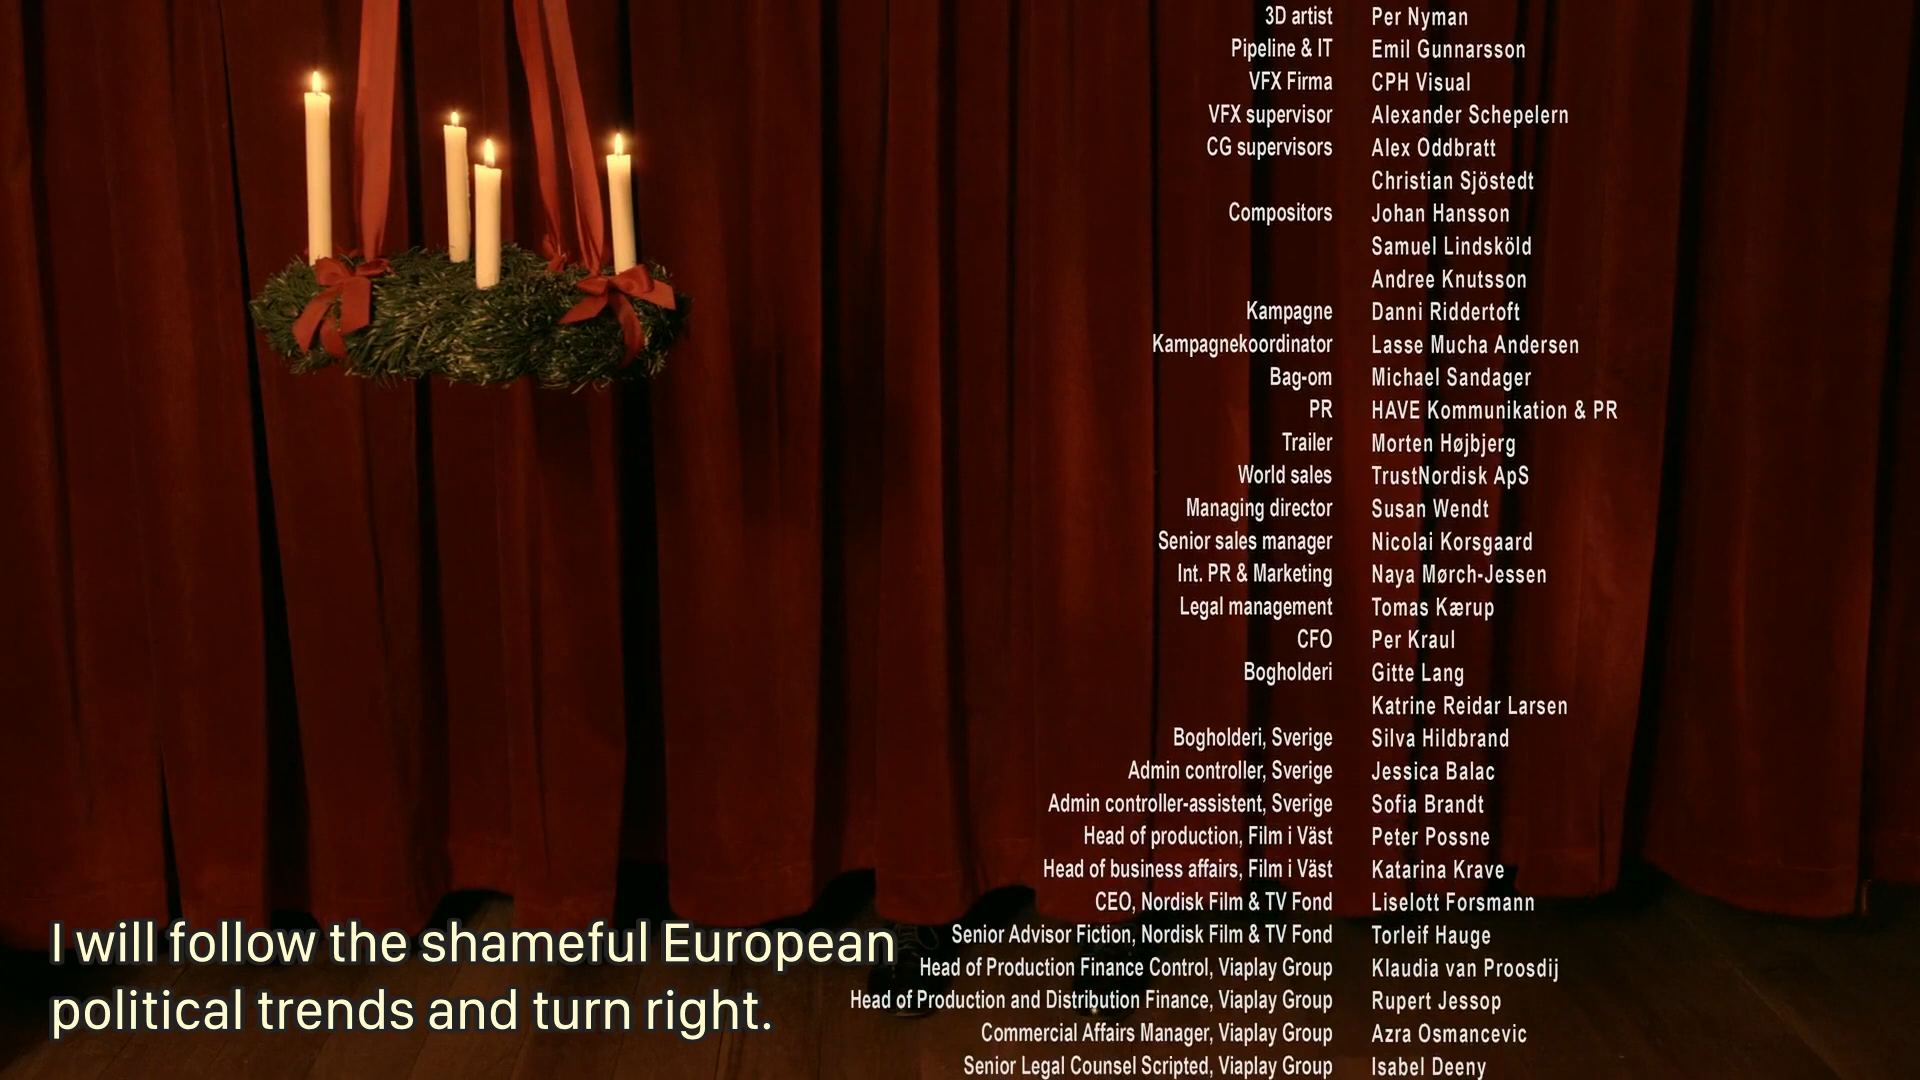 3D artist Per Nyman
Pipeline & IT Emil Gunnarsson
VFX Firma CPH Visual
VFX supervisor Alexander Schepelern
CG supervisors Alex Oddbratt
Christian Sjöstedt
Compositors Johan Hansson
Samuel Lindsköld
Andree Knutsson
Kampagne Danni Riddertoft
Kampagnekoordinator Lasse Mucha Andersen
Bag-om Michael Sandager
PR HAVE Kommunikation & PR
Trailer Morten Højbjerg
World sales TrustNordisk ApS
Managing director Susan Wendt
Senior sales manager Nicolai Korsgaard
Int. PR & Marketing Naya Mørch-Jessen
Legal management Tomas Kærup
CFO Per Kraul
Bogholderi Gitte Lang
Katrine Reidar Larsen
Bogholderi, Sverige Silva Hildbrand
Admin controller, Sverige Jessica Balac
Admin controller-assistent, Sverige Sofia Brandt
Head of production, Film i Väst Peter Possne
Head of business affairs, Film i Väst Katarina Krave
CEO, Nordisk Film & TV Fond Liselott Forsmann
Senior Advisor Fiction, Nordisk Film & TV Fond Torleif Hauge
Head of Production Finance Control, Viaplay Group Klaudia van Proosdij
Head of Production and Distribution Finance, Viaplay Group Rupert Jessop
Commercial Affairs Manager, Viaplay Group Azra Osmancevic
Senior Legal Counsel Scripted, Viaplay Group Isabel Deeny
I will follow the shameful European
political trends and turn right.